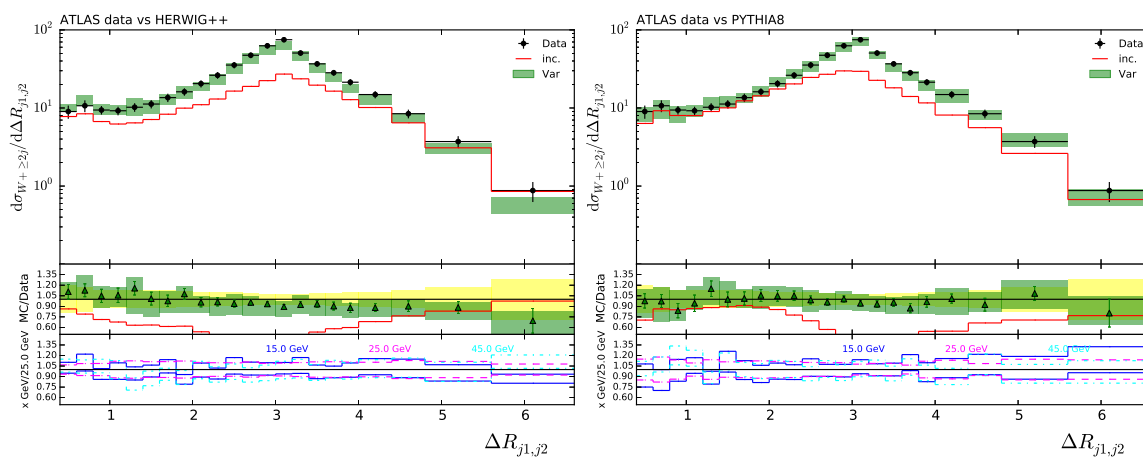 ATLAS data vs HERWIG++
10²
10¹
10⁰
dσ_{W+≥2j}/dΔR_{j1,j2}
Data
inc.
Var
MC/Data
1.35
1.20
1.05
0.90
0.75
0.60
x GeV/25.0 GeV
1.35
1.20
1.05
0.90
0.75
0.60
15.0 GeV 25.0 GeV 45.0 GeV
1 2 3 4 5 6
ΔR_{j1,j2}
ATLAS data vs PYTHIA8
10²
10¹
10⁰
dσ_{W+≥2j}/dΔR_{j1,j2}
Data
inc.
Var
MC/Data
1.35
1.20
1.05
0.90
0.75
0.60
x GeV/25.0 GeV
1.35
1.20
1.05
0.90
0.75
0.60
15.0 GeV 25.0 GeV 45.0 GeV
1 2 3 4 5 6
ΔR_{j1,j2}